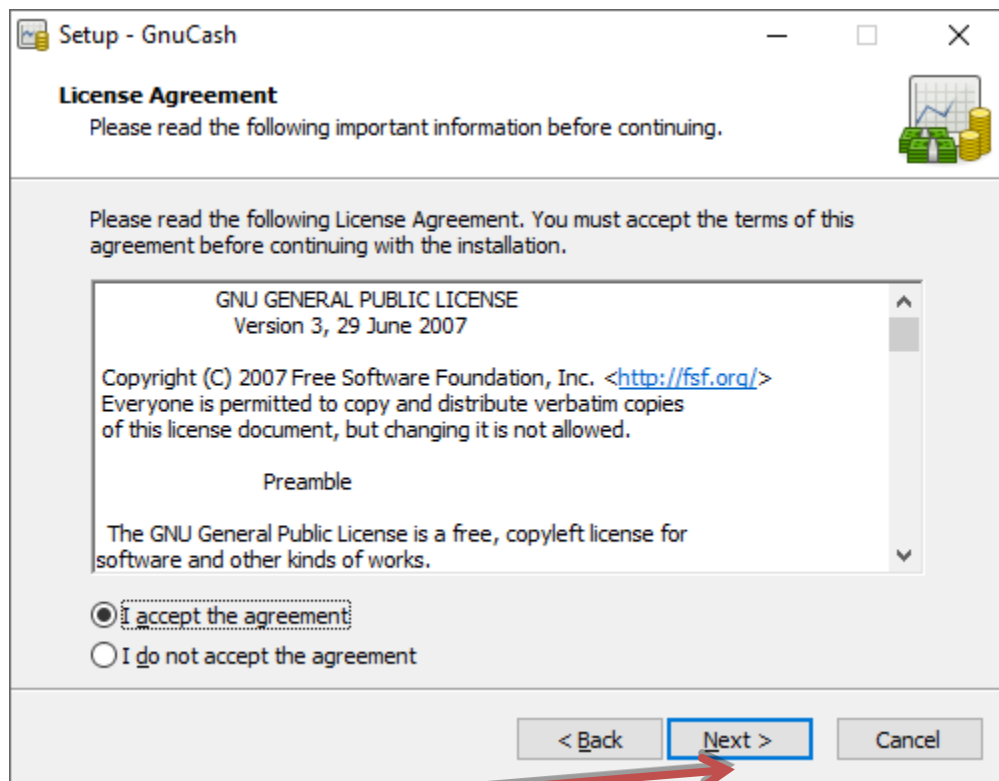 Setup - GnuCash
License Agreement
Please read the following important information before continuing.
Please read the following License Agreement. You must accept the terms of this
agreement before continuing with the installation.
GNU GENERAL PUBLIC LICENSE
Version 3, 29 June 2007
Copyright (C) 2007 Free Software Foundation, Inc. <http://fsf.org/>
Everyone is permitted to copy and distribute verbatim copies
of this license document, but changing it is not allowed.
Preamble
The GNU General Public License is a free, copyleft license for
software and other kinds of works.
I accept the agreement
I do not accept the agreement
< Back Next > Cancel